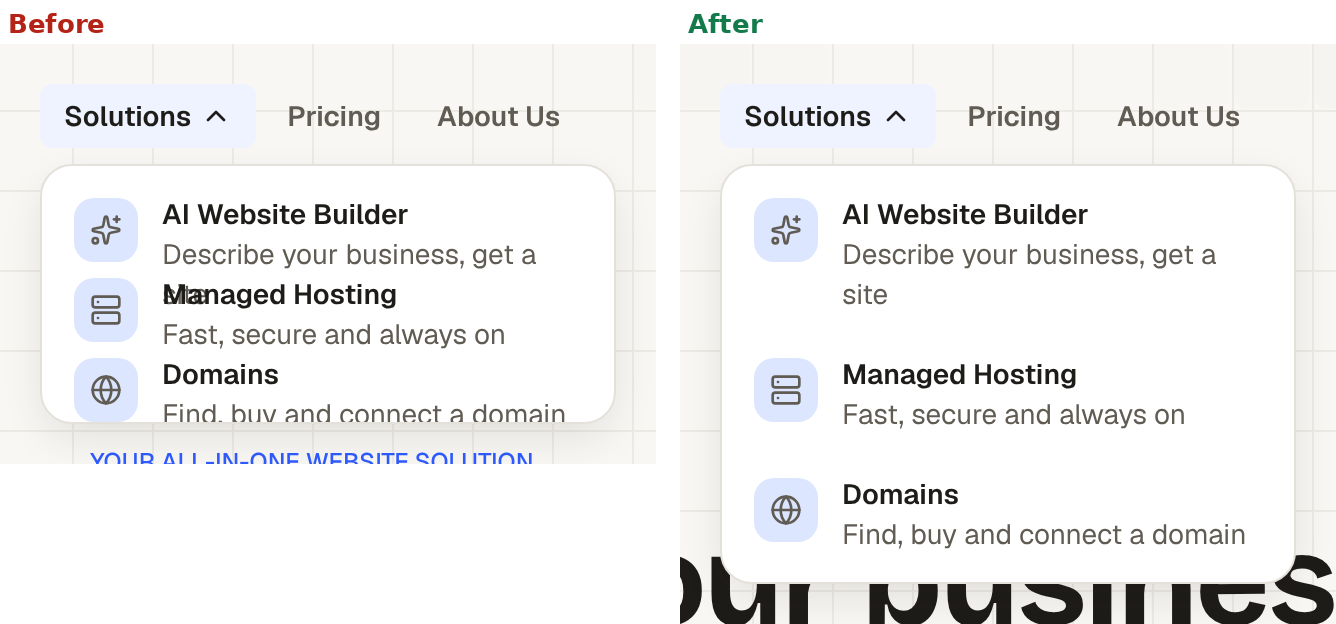 Before
Solutions Pricing About Us
AI Website Builder
Describe your business, get a
site
Managed Hosting
Fast, secure and always on
Domains
Find, buy and connect a domain
YOUR ALL-IN-ONE WEBSITE SOLUTION
After
Solutions Pricing About Us
AI Website Builder
Describe your business, get a
site
Managed Hosting
Fast, secure and always on
Domains
Find, buy and connect a domain